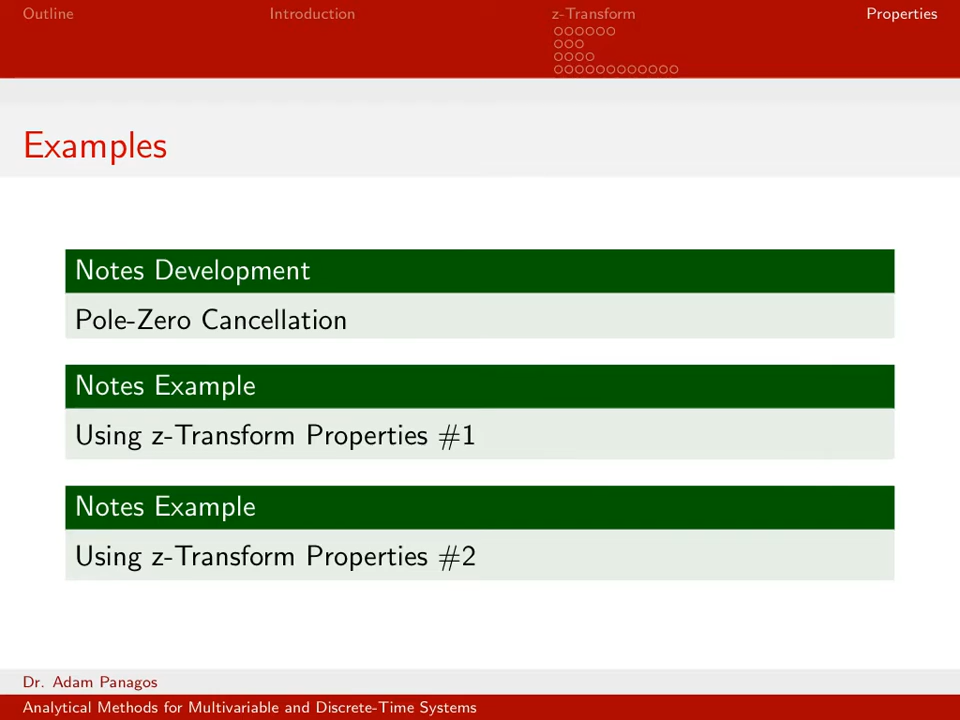 Outline Introduction z-Transform Properties
Examples
Notes Development
Pole-Zero Cancellation
Notes Example
Using z-Transform Properties #1
Notes Example
Using z-Transform Properties #2
Dr. Adam Panagos
Analytical Methods for Multivariable and Discrete-Time Systems